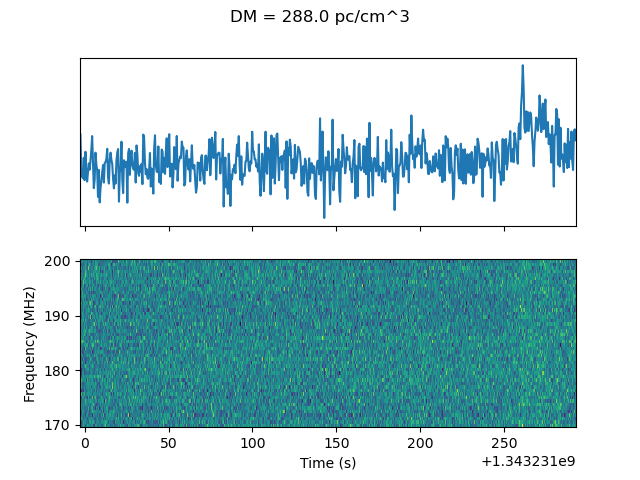 DM = 288.0 pc/cm^3
200
190
180
170
Frequency (MHz)
0 50 100 150 200 250
Time (s)
+1.343231e9